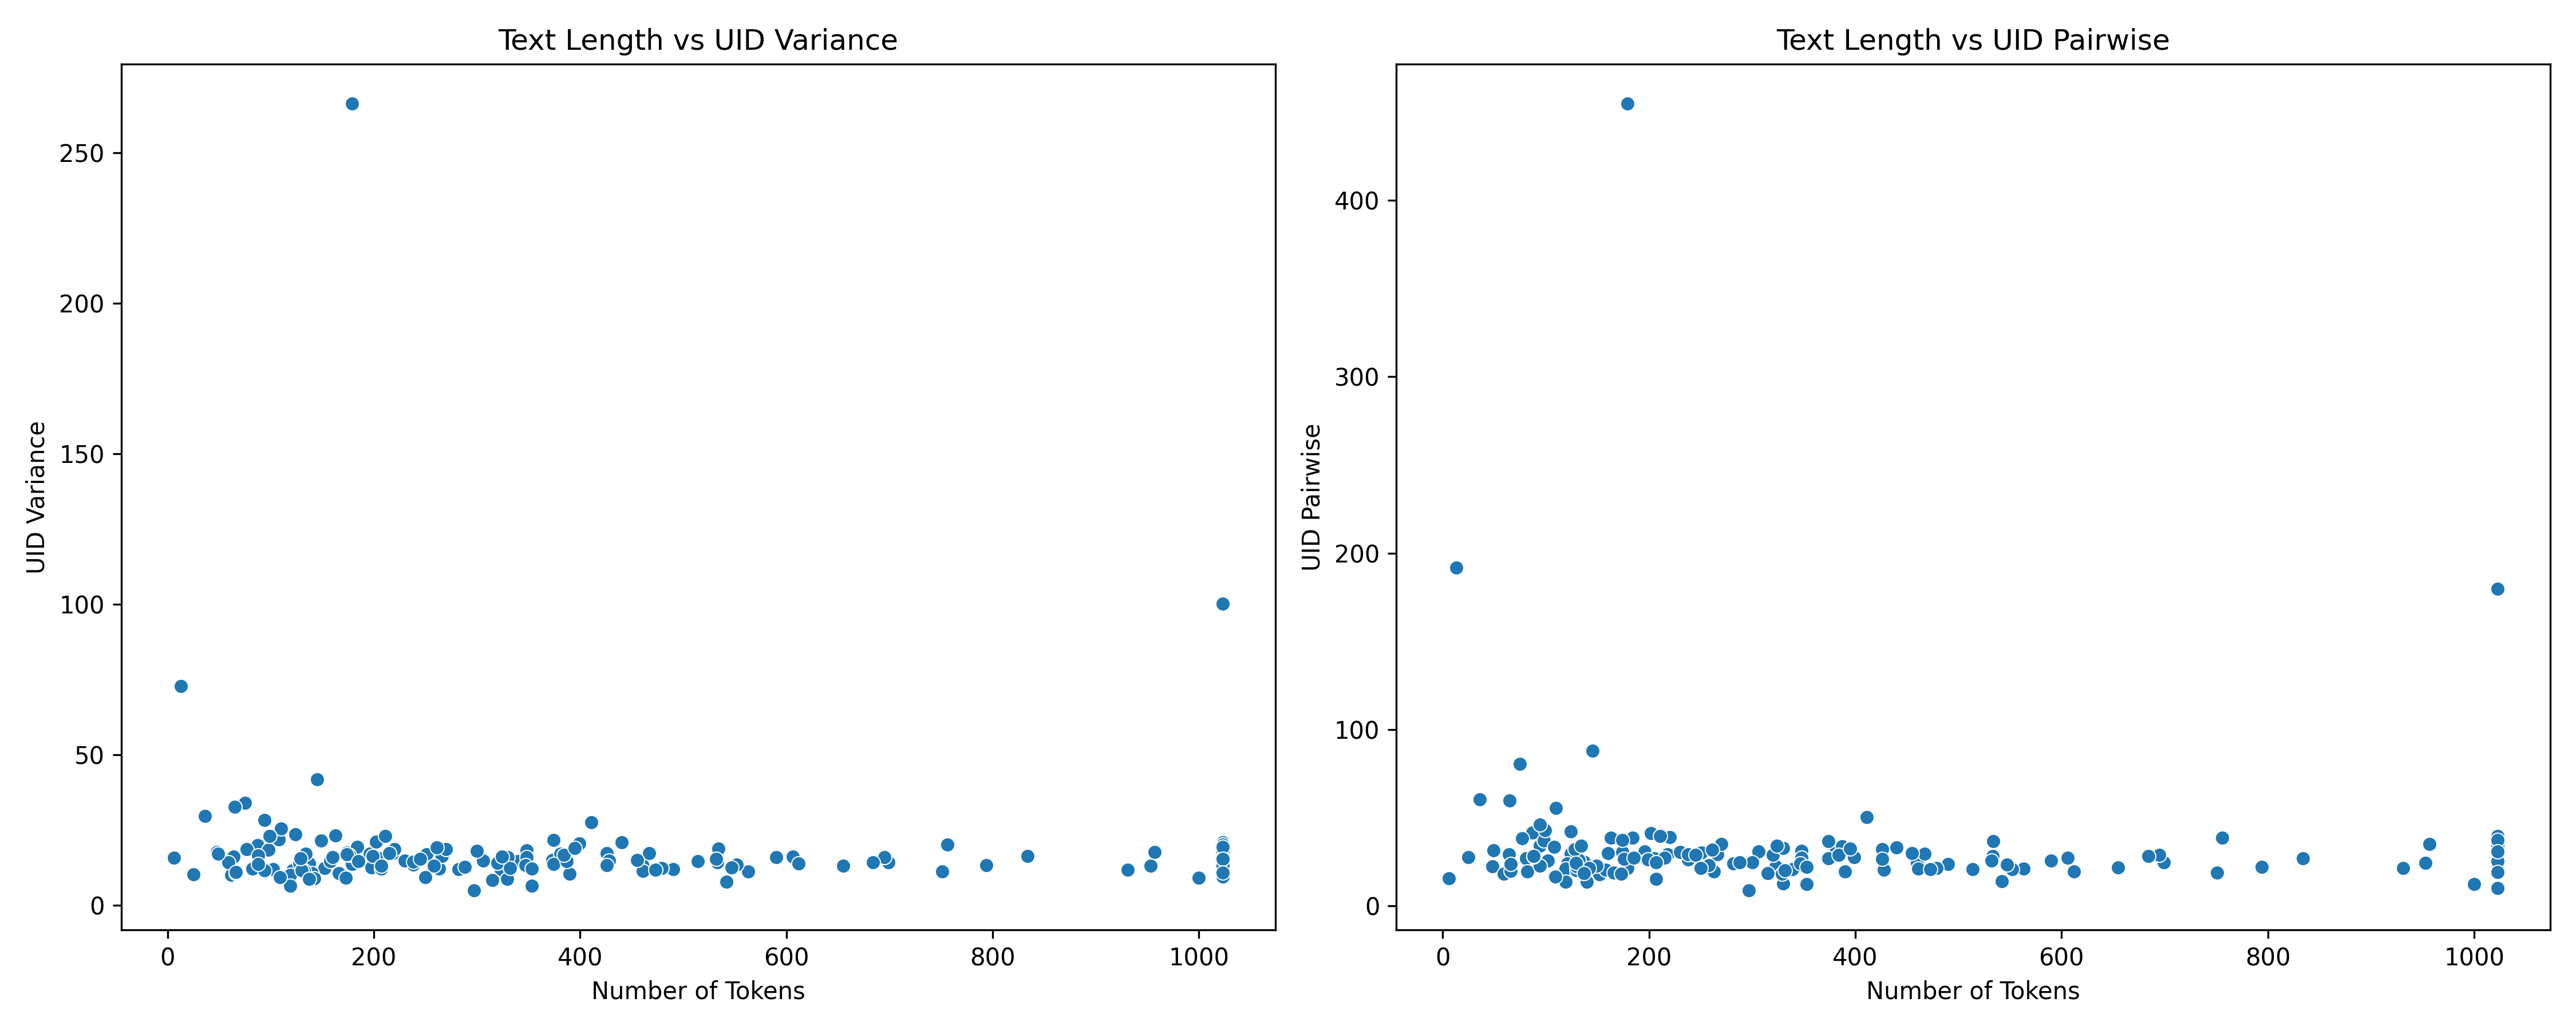 Text Length vs UID Variance
UID Variance
250
200
150
100
50
0
0 200 400 600 800 1000
Number of Tokens
Text Length vs UID Pairwise
UID Pairwise
400
300
200
100
0
0 200 400 600 800 1000
Number of Tokens